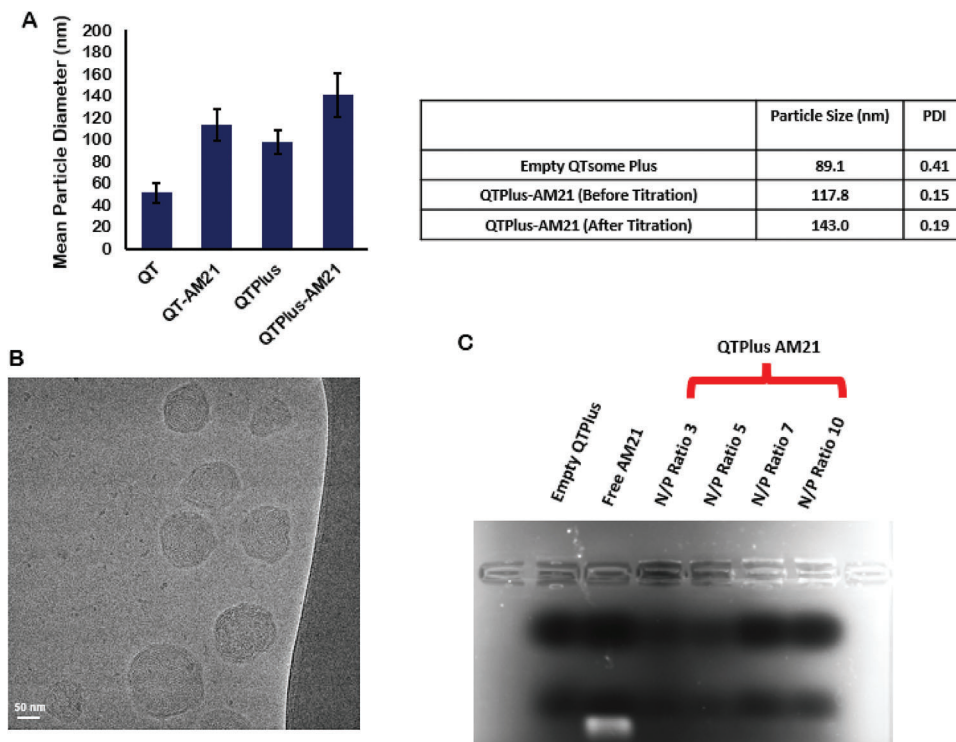 A
Mean Particle Diameter (nm)
200
180
160
140
120
100
80
60
40
20
0
QT
QT-AM21
QTPlus
QTPlus-AM21
Particle Size (nm) PDI
Empty QTsome Plus 89.1 0.41
QTPlus-AM21 (Before Titration) 117.8 0.15
QTPlus-AM21 (After Titration) 143.0 0.19
B
50 nm
C
QTPlus AM21
Empty QTPlus
Free AM21
N/P Ratio 3
N/P Ratio 5
N/P Ratio 7
N/P Ratio 10